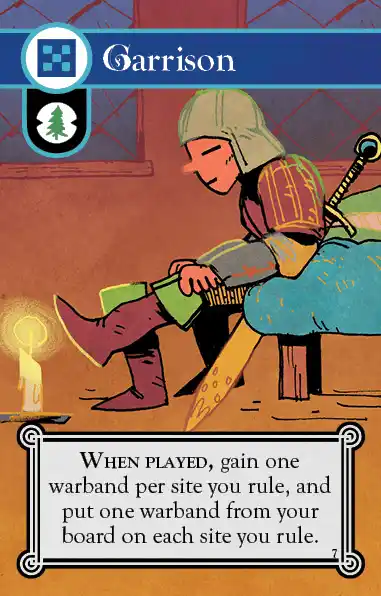 Garrison
WHEN PLAYED, gain one
warband per site you rule, and
put one warband from your
board on each site you rule.
7